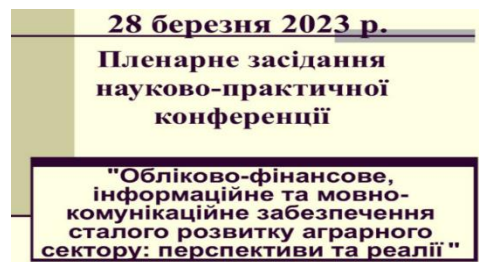 28 березня 2023 р.
Пленарне засідання
науково-практичної
конференції
"Обліково-фінансове,
інформаційне та мовно-
комунікаційне забезпечення
сталого розвитку аграрного
сектору: перспективи та реалії"